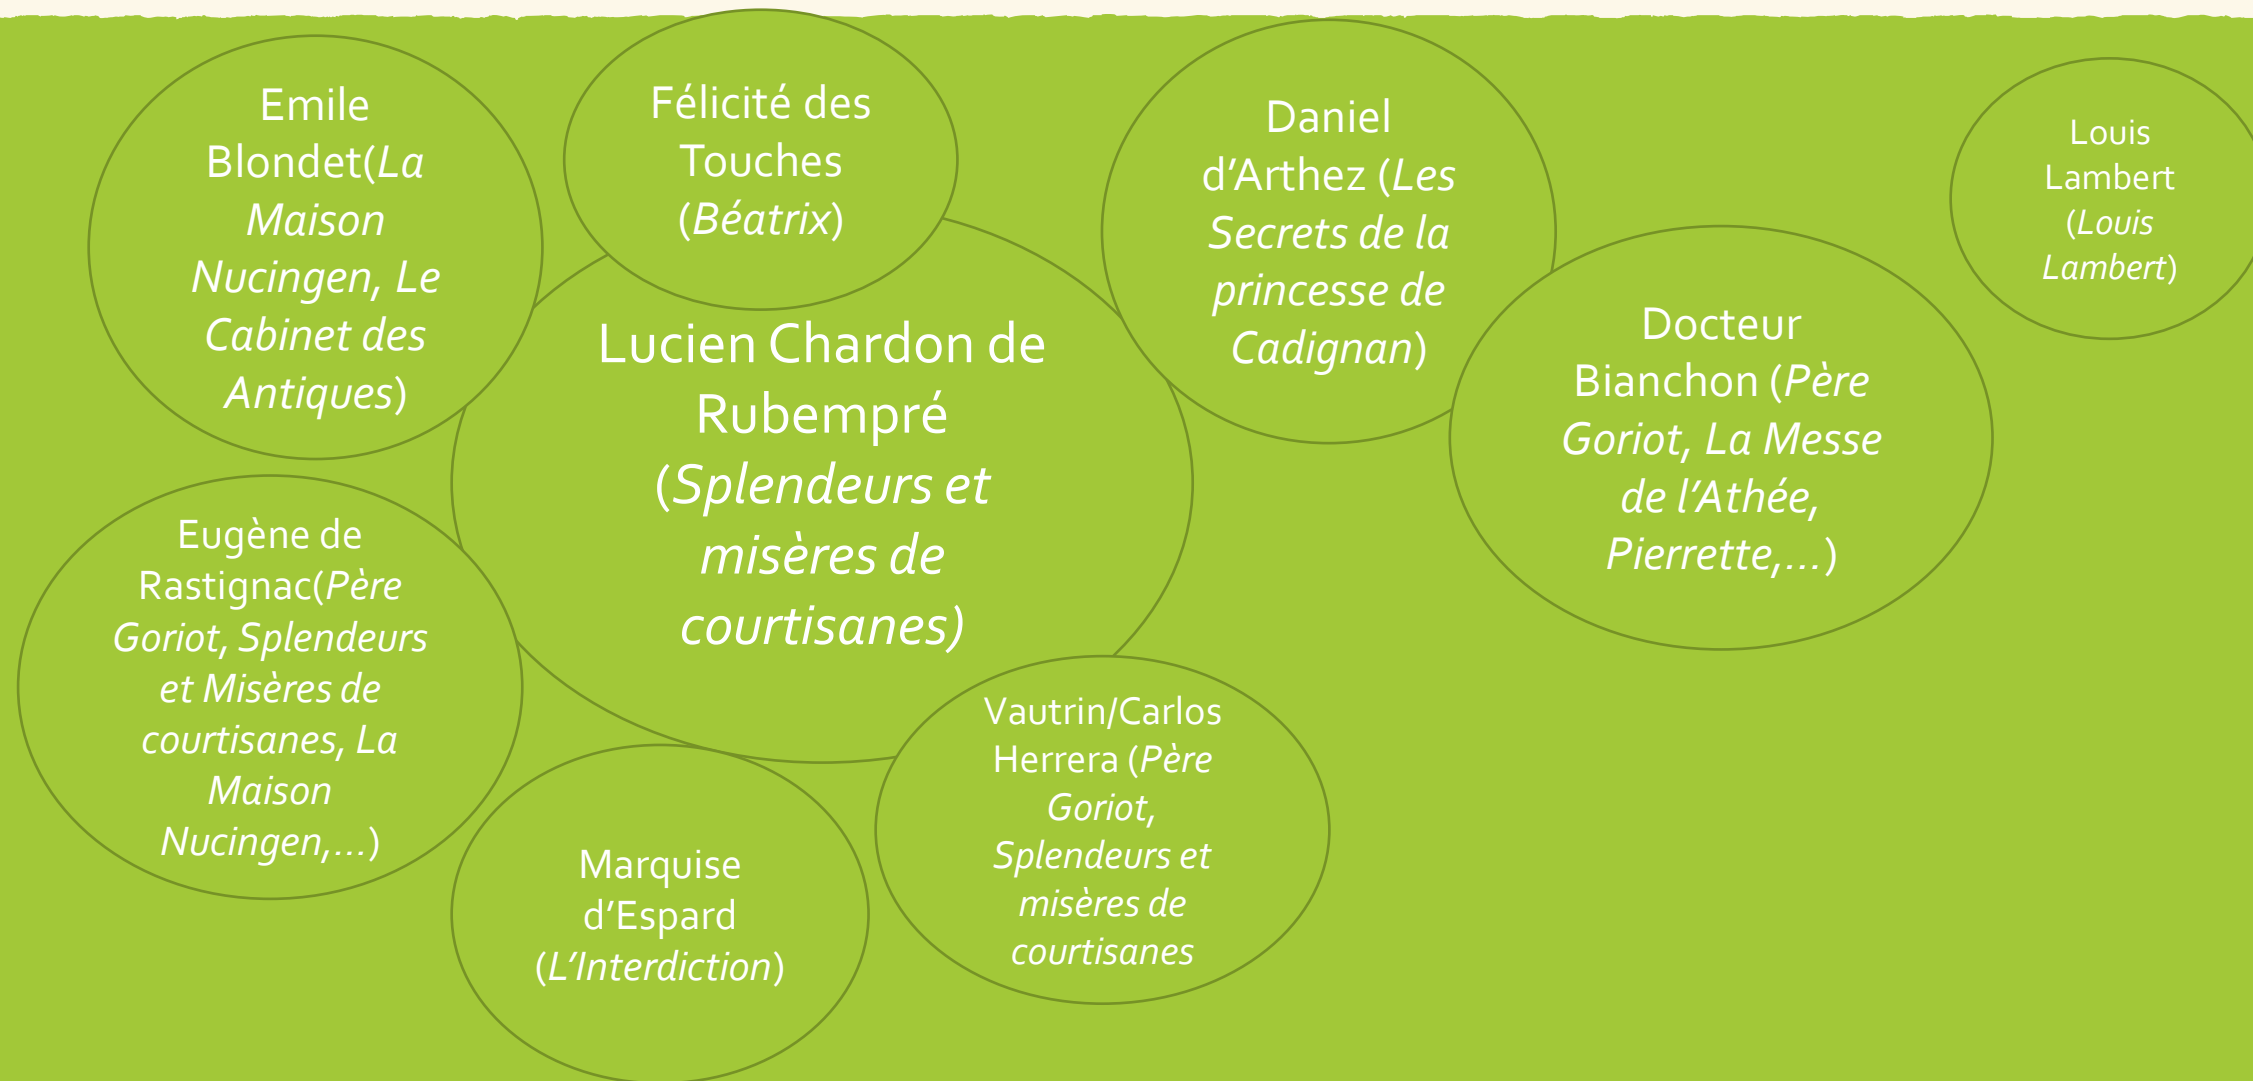 Emile
Blondet(La
Maison
Nucingen, Le
Cabinet des
Antiques)
Félicité des
Touches
(Béatrix)
Daniel
d’Arthez (Les
Secrets de la
princesse de
Cadignan)
Louis
Lambert
(Louis
Lambert)
Docteur
Bianchon (Père
Goriot, La Messe
de l’Athée,
Pierrette,...)
Lucien Chardon de
Rubempré
(Splendeurs et
misères de
courtisanes)
Eugène de
Rastignac(Père
Goriot, Splendeurs
et Misères de
courtisanes, La
Maison
Nucingen,...)
Marquise
d’Espard
(L’Interdiction)
Vautrin/Carlos
Herrera (Père
Goriot,
Splendeurs et
misères de
courtisanes